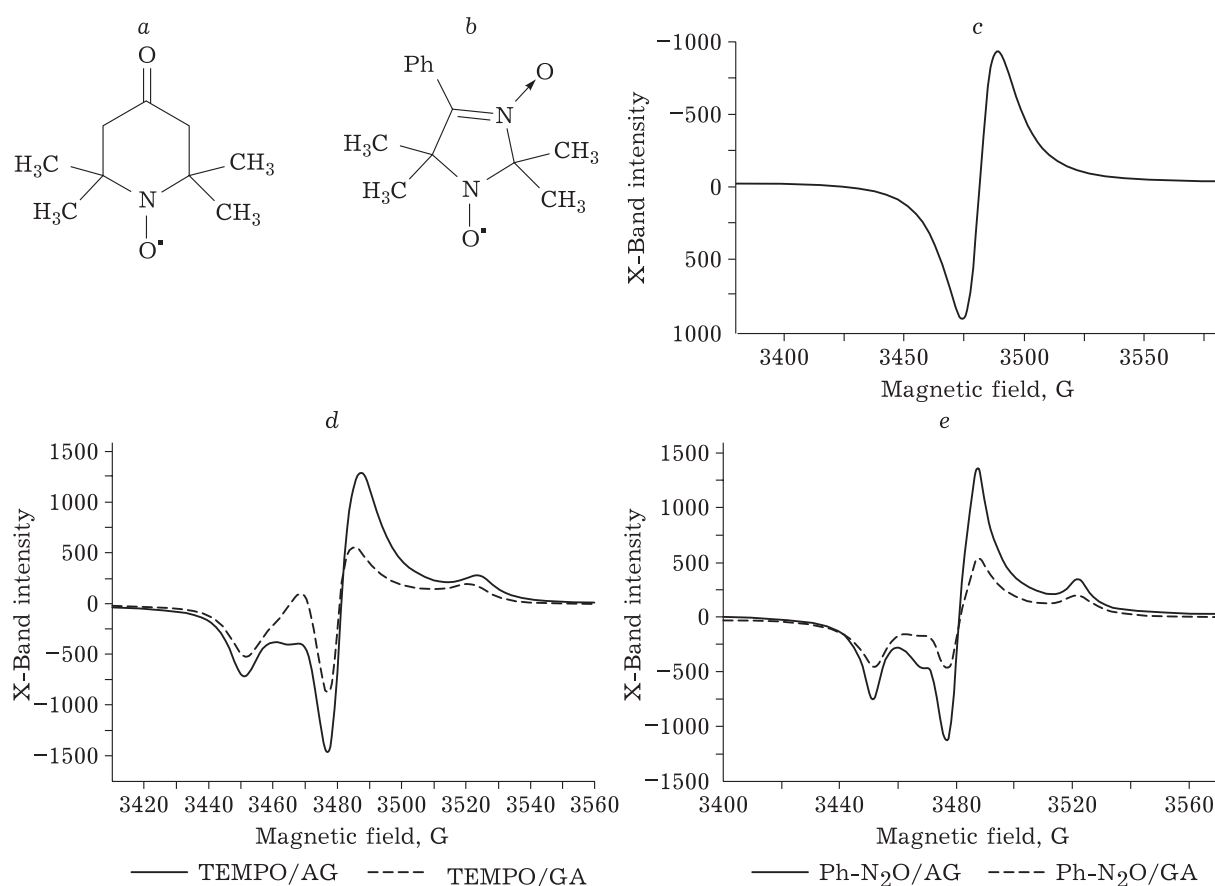 a
O
H₃C
CH₃
H₃C
N
CH₃
O
b
Ph
O
N
H₃C
CH₃
H₃C
N
CH₃
O
c
X-Band intensity
−1000
−500
0
500
1000
3400 3450 3500 3550
Magnetic field, G
d
X-Band intensity
1500
1000
500
0
−500
−1000
−1500
3420 3440 3460 3480 3500 3520 3540 3560
Magnetic field, G
TEMPO/AG TEMPO/GA
e
X-Band intensity
1500
1000
500
0
−500
−1000
−1500
3400 3440 3480 3520 3560
Magnetic field, G
Ph-N₂O/AG Ph-N₂O/GA